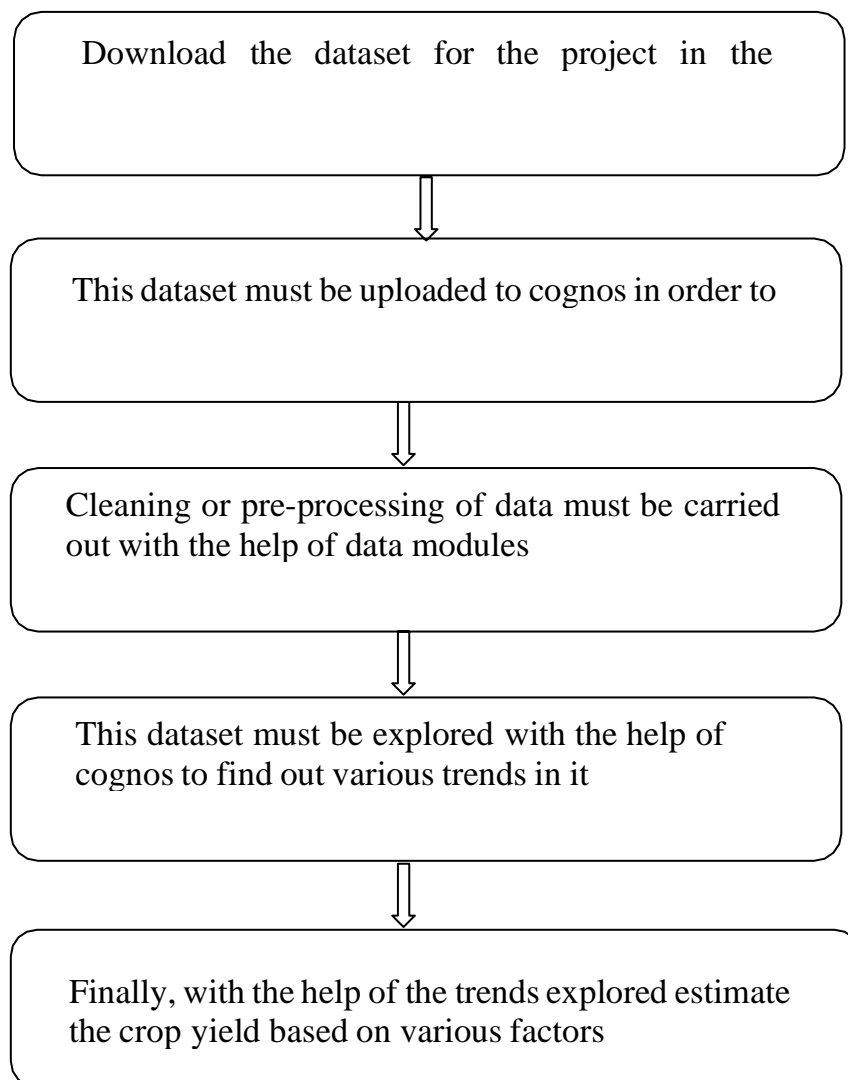 Download the dataset for the project in the
This dataset must be uploaded to cognos in order to
Cleaning or pre-processing of data must be carried
out with the help of data modules
This dataset must be explored with the help of
cognos to find out various trends in it
Finally, with the help of the trends explored estimate
the crop yield based on various factors